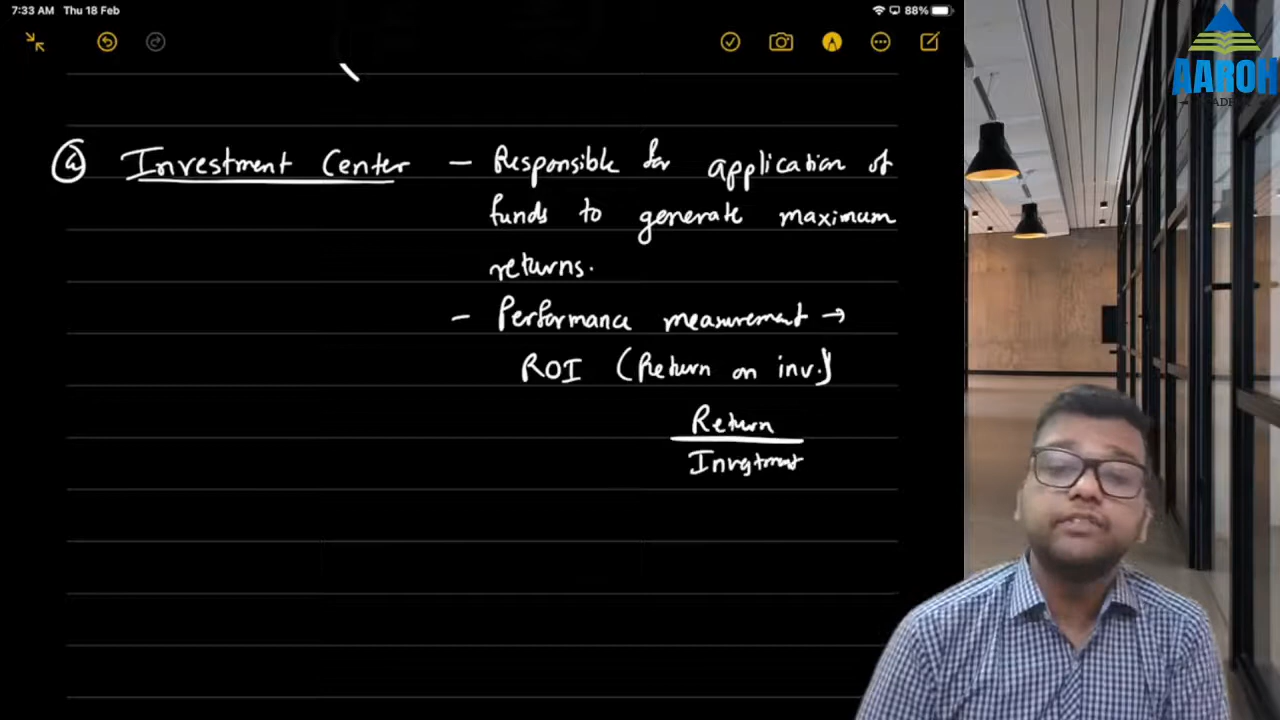 7:33 AM Thu 18 Feb
88%
AAROH
ACADEMY
④ Investment Center - Responsible for application of
funds to generate maximum
returns.
- Performance measurement →
ROI (Return on inv.)
Return
Investment